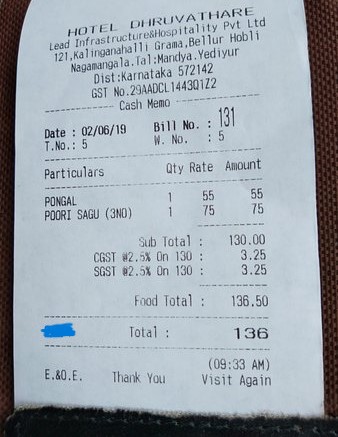 HOTEL DHRUVATHARE
Lead Infrastructure&Hospitality Pvt Ltd
121,Kalinganahalli Grama,Bellur Hobli
Nagamangala.Tal:Mandya.Yediyur
Dist:Karnataka 572142
GST No.29AADCL1443Q1Z2
Cash Memo
Date : 02/06/19 Bill No. : 131
T.No.: 5 W. No. : 5
Particulars Qty Rate Amount
PONGAL 1 55 55
POORI SAGU (3NO) 1 75 75
Sub Total : 130.00
CGST @2.5% On 130 : 3.25
SGST @2.5% On 130 : 3.25
Food Total : 136.50
Total : 136
(09:33 AM)
E.&O.E. Thank You Visit Again